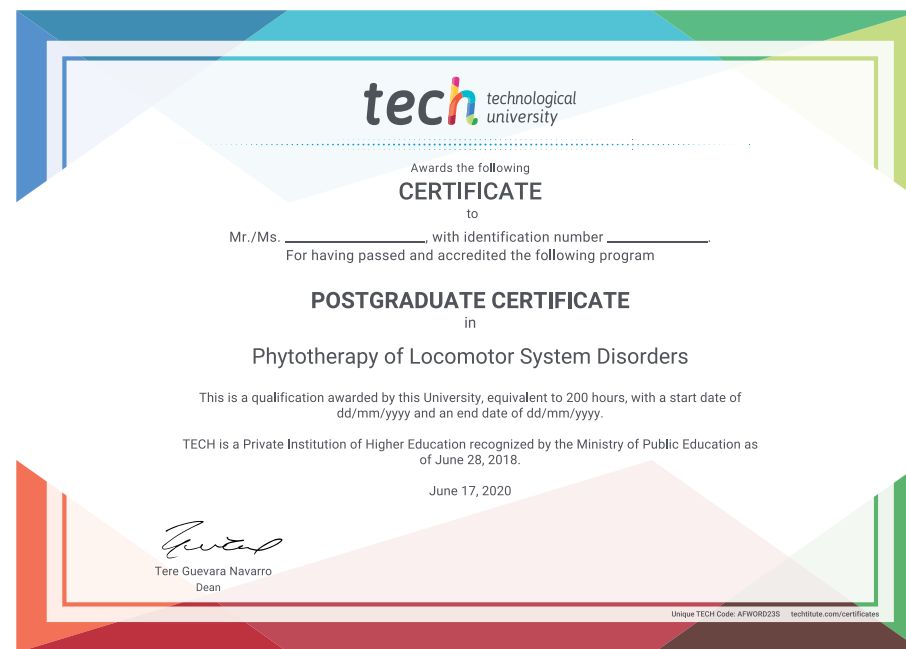 tech technological
university
Awards the following
CERTIFICATE
to
Mr./Ms. ____________, with identification number ____________.
For having passed and accredited the following program
POSTGRADUATE CERTIFICATE
in
Phytotherapy of Locomotor System Disorders
This is a qualification awarded by this University, equivalent to 200 hours, with a start date of
dd/mm/yyyy and an end date of dd/mm/yyyy.
TECH is a Private Institution of Higher Education recognized by the Ministry of Public Education as
of June 28, 2018.
June 17, 2020
Tere Guevara Navarro
Dean
Unique TECH Code: AFWORD23S techtitute.com/certificates